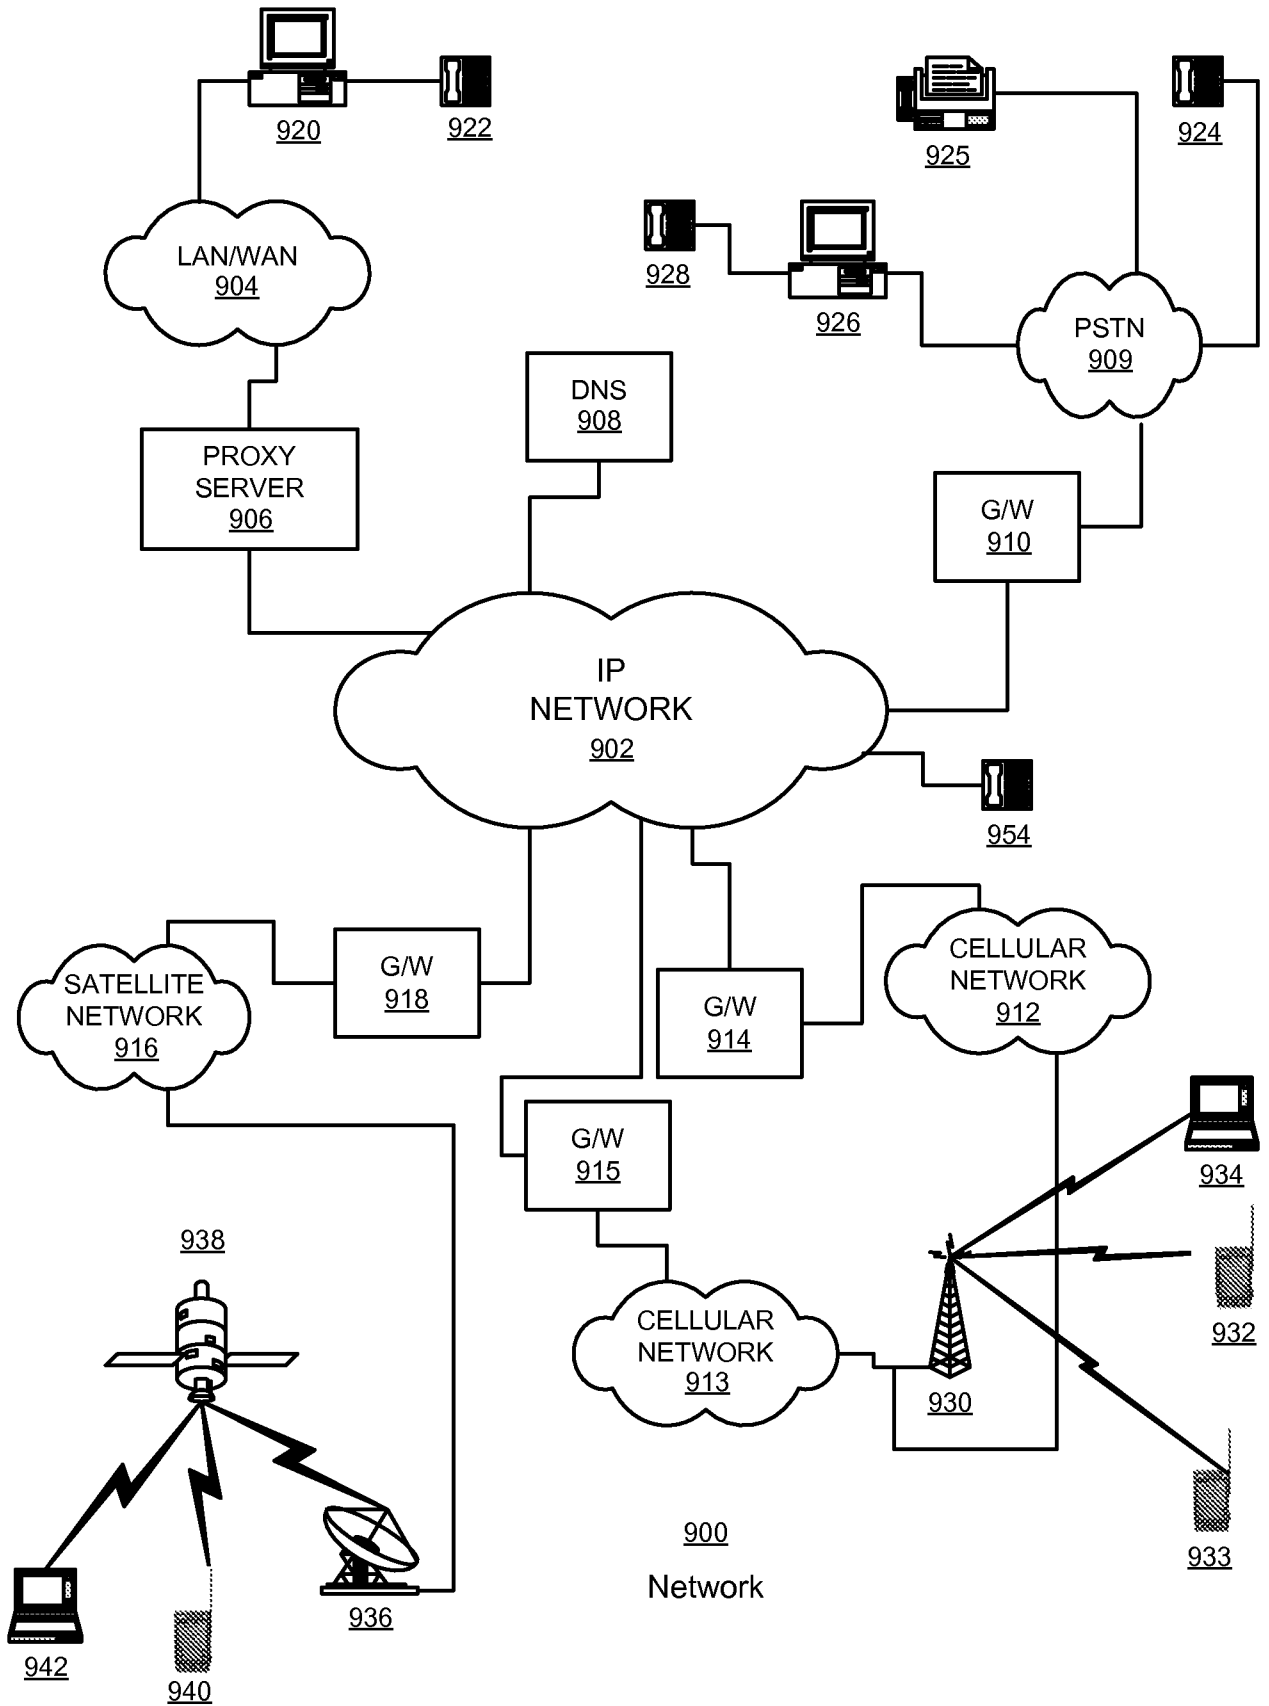 920
922
925
924
LAN/WAN
904
928
926
PSTN
909
DNS
908
PROXY
SERVER
906
G/W
910
IP
NETWORK
902
954
SATELLITE
NETWORK
916
G/W
918
G/W
914
CELLULAR
NETWORK
912
G/W
915
934
938
932
CELLULAR
NETWORK
913
930
900
Network
933
936
942
940